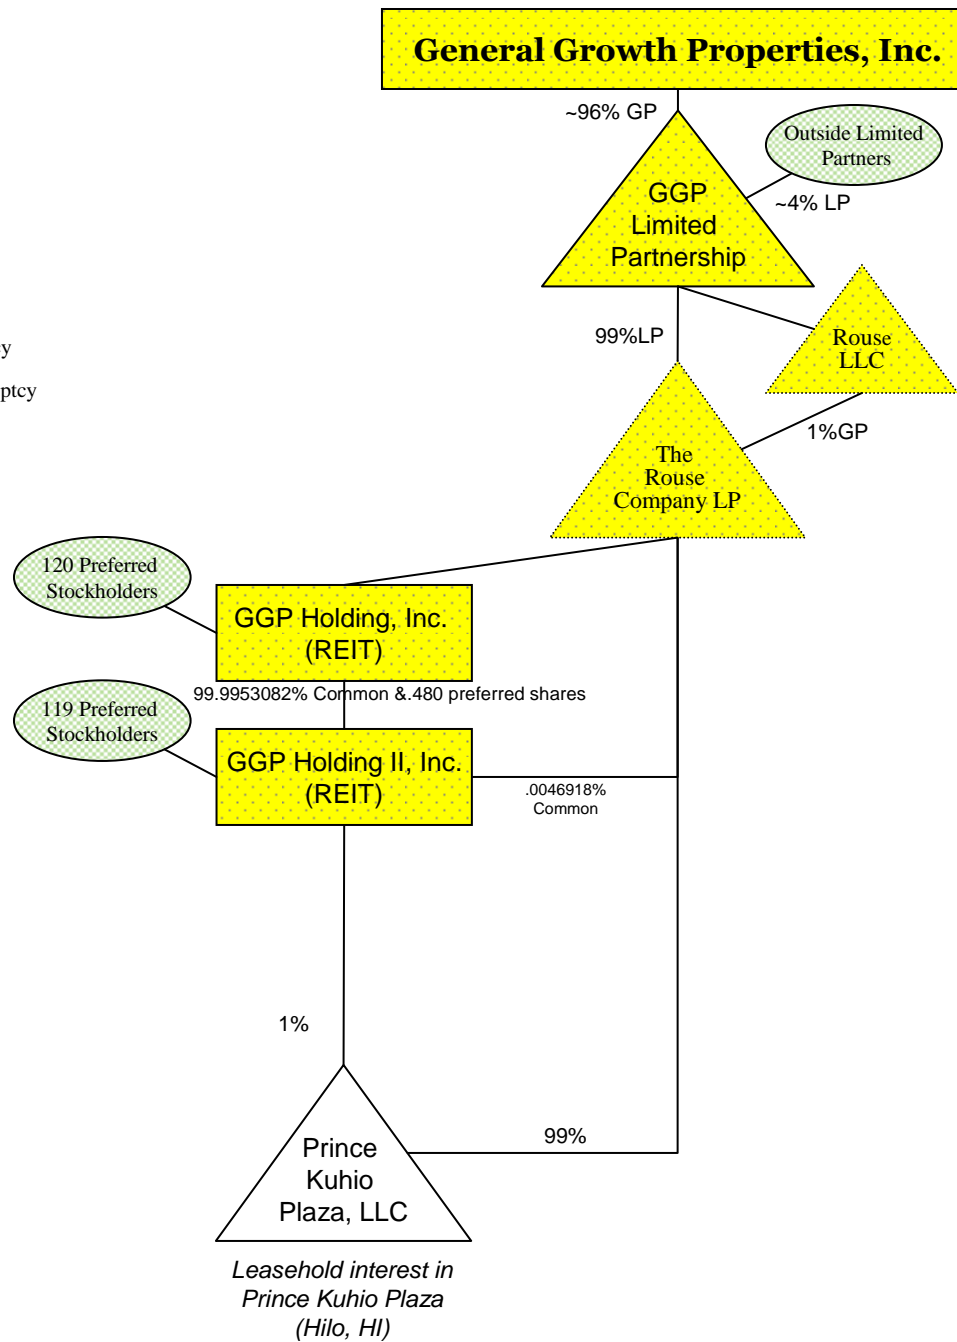 General Growth Properties, Inc.
~96% GP
Outside Limited
Partners
GGP
Limited
Partnership
~4% LP
99%LP
Rouse
LLC
y
ptcy
1%GP
The
Rouse
Company LP
120 Preferred
Stockholders
GGP Holding, Inc.
(REIT)
99.9953082% Common &.480 preferred shares
119 Preferred
Stockholders
GGP Holding II, Inc.
(REIT)
.0046918%
Common
1%
99%
Prince
Kuhio
Plaza, LLC
Leasehold interest in
Prince Kuhio Plaza
(Hilo, HI)